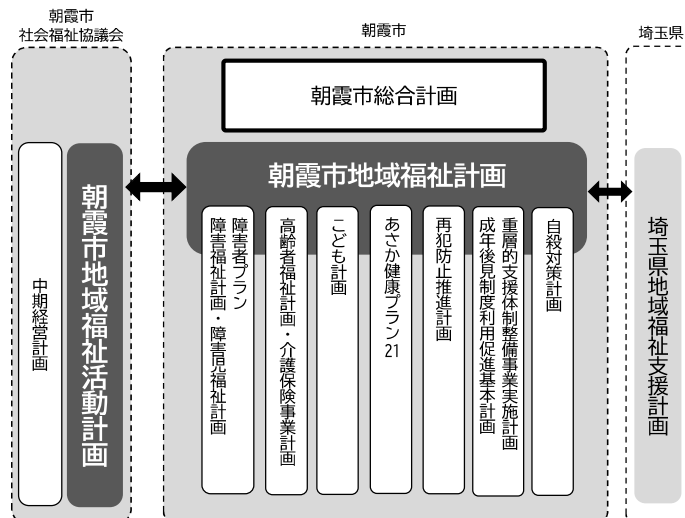 朝霞市
社会福祉協議会
中期経営計画
朝霞市地域福祉活動計画
朝霞市
朝霞市総合計画
朝霞市地域福祉計画
障害者プラン
障害福祉計画・障害児福祉計画
高齢者福祉計画・介護保険事業計画
こども計画
あさか健康プラン21
再犯防止推進計画
重層的支援体制整備事業実施計画
成年後見制度利用促進基本計画
自殺対策計画
埼玉県
埼玉県地域福祉支援計画